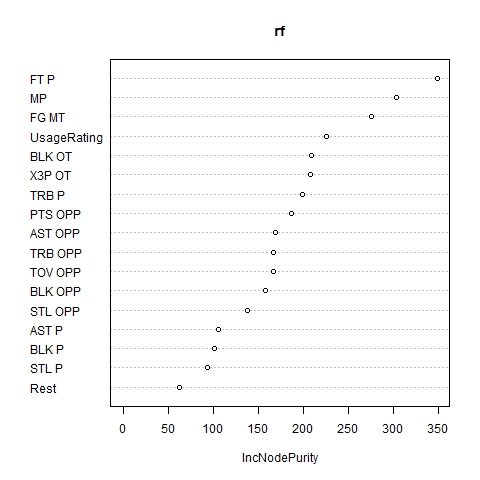 rf
FT P
MP
FG MT
UsageRating
BLK OT
X3P OT
TRB P
PTS OPP
AST OPP
TRB OPP
TOV OPP
BLK OPP
STL OPP
AST P
BLK P
STL P
Rest
0 50 100 150 200 250 300 350
IncNodePurity